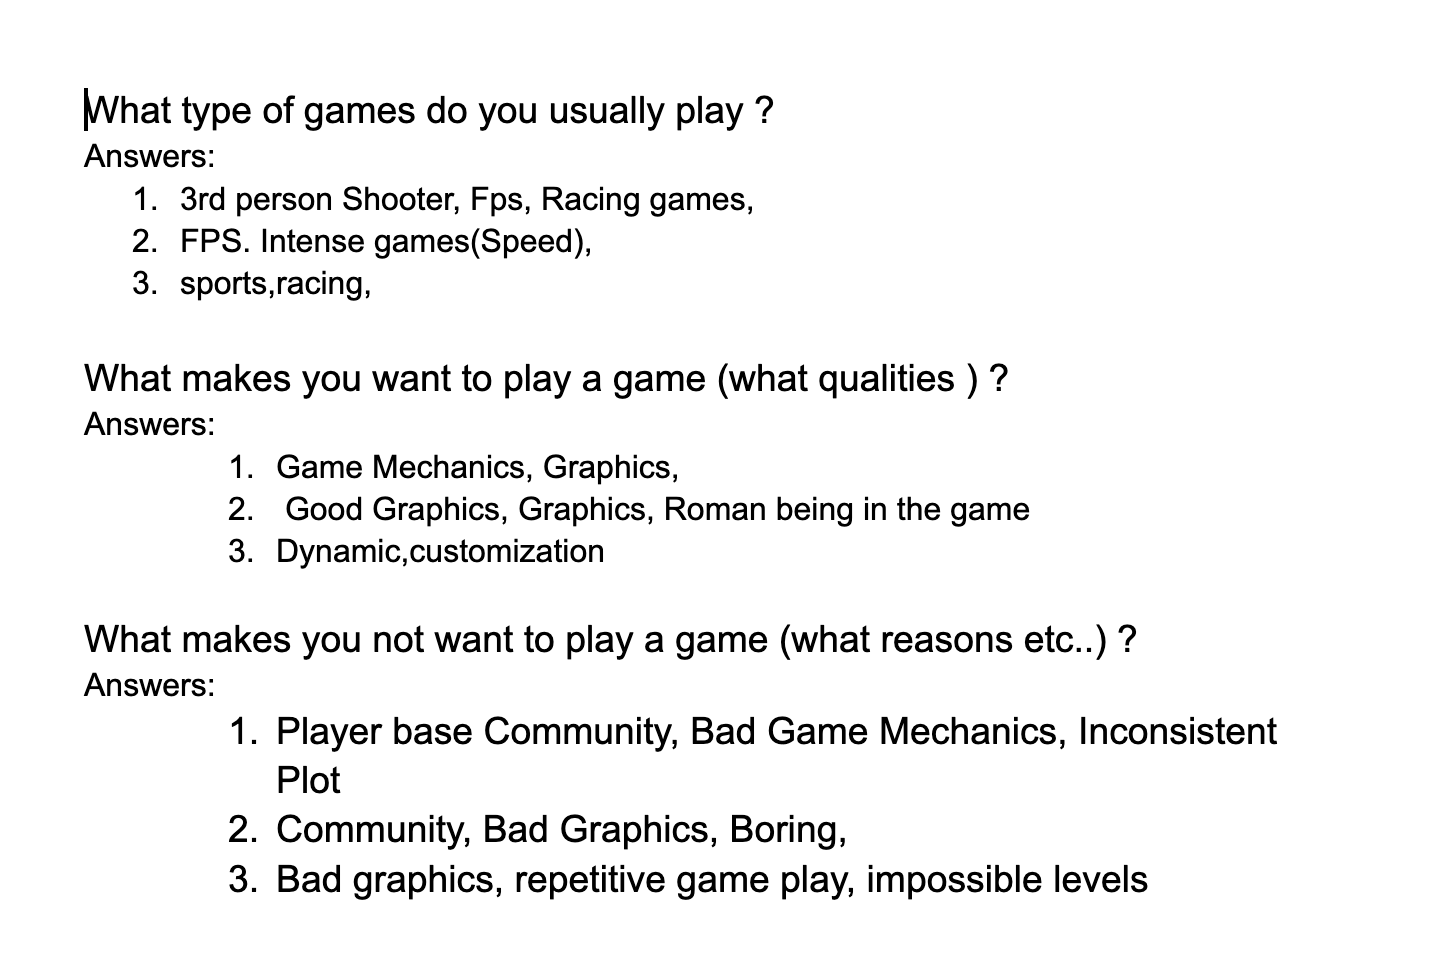 What type of games do you usually play ?
Answers:
1. 3rd person Shooter, Fps, Racing games,
2. FPS. Intense games(Speed),
3. sports,racing,
What makes you want to play a game (what qualities ) ?
Answers:
1. Game Mechanics, Graphics,
2. Good Graphics, Graphics, Roman being in the game
3. Dynamic,customization
What makes you not want to play a game (what reasons etc..) ?
Answers:
1. Player base Community, Bad Game Mechanics, Inconsistent
Plot
2. Community, Bad Graphics, Boring,
3. Bad graphics, repetitive game play, impossible levels